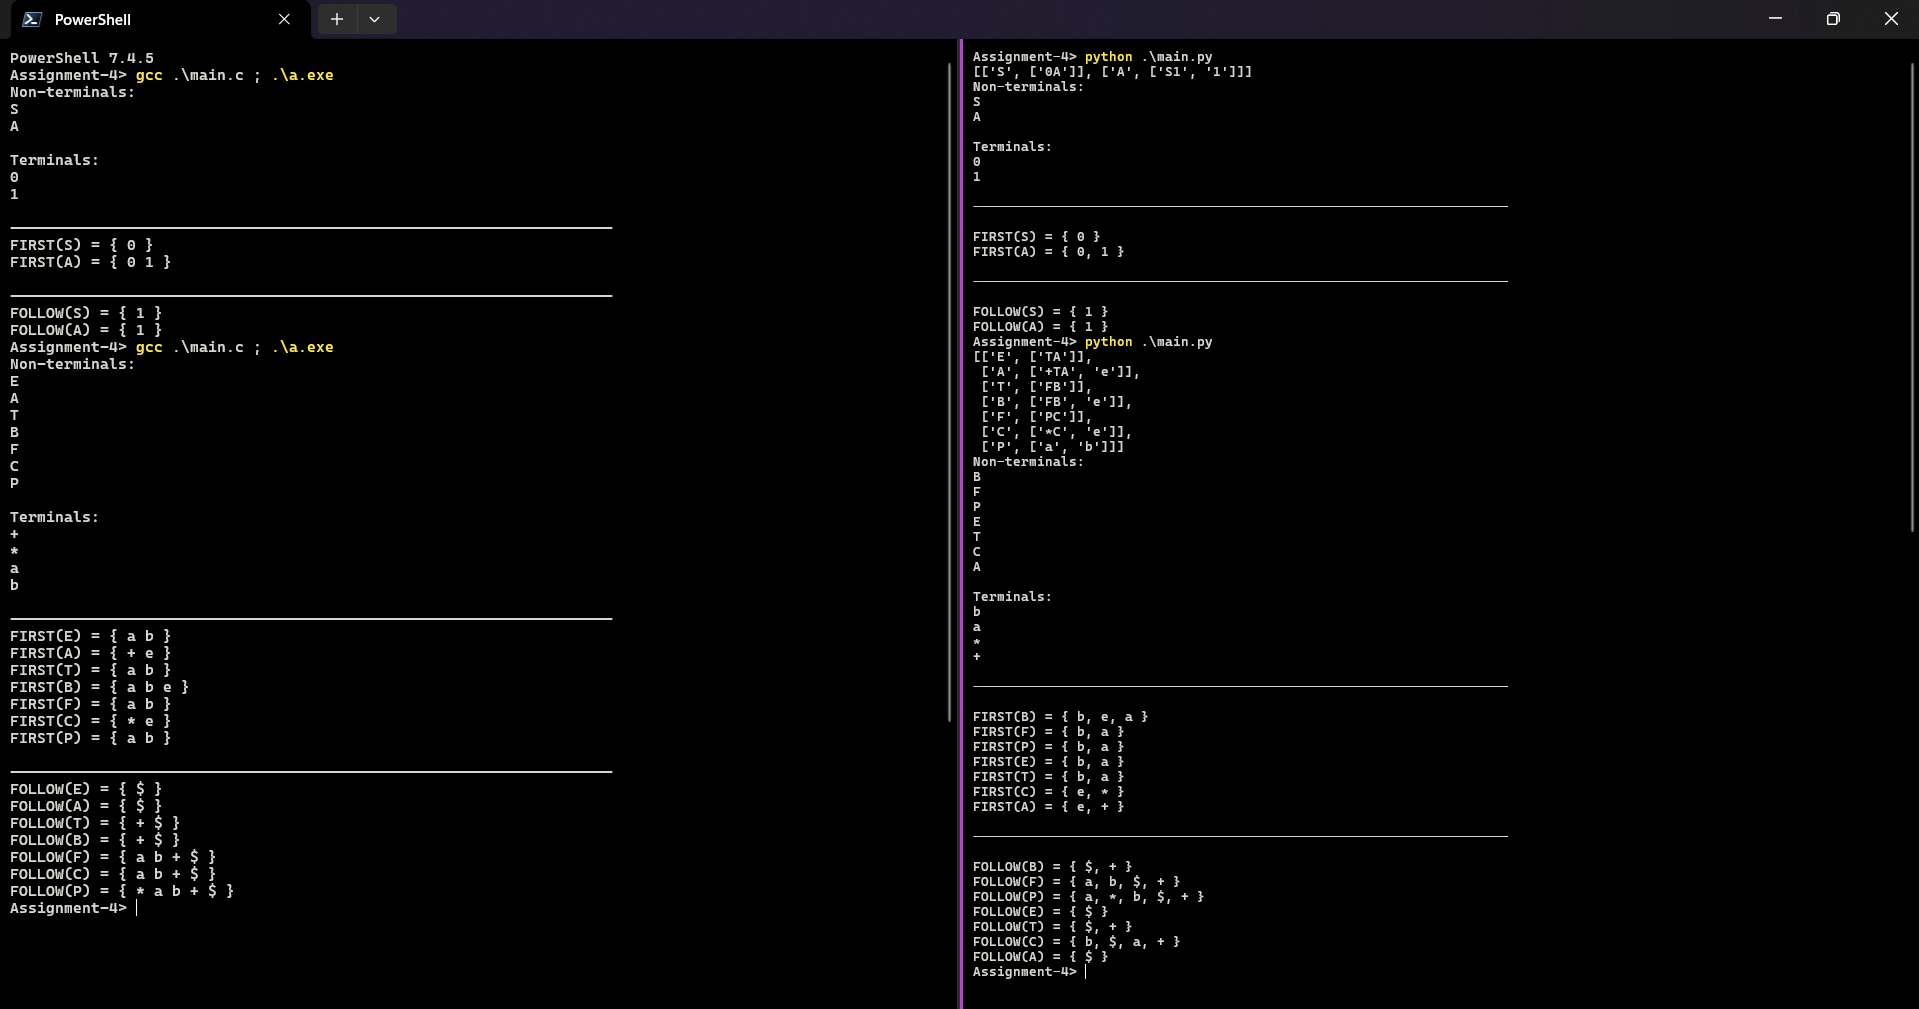 PowerShell
PowerShell 7.4.5
Assignment-4> gcc .\main.c ; .\a.exe
Non-terminals:
S
A
Terminals:
0
1
FIRST(S) = { 0 }
FIRST(A) = { 0 1 }
FOLLOW(S) = { 1 }
FOLLOW(A) = { 1 }
Assignment-4> gcc .\main.c ; .\a.exe
Non-terminals:
E
A
T
B
F
C
P
Terminals:
+
*
a
b
FIRST(E) = { a b }
FIRST(A) = { + e }
FIRST(T) = { a b }
FIRST(B) = { a b e }
FIRST(F) = { a b }
FIRST(C) = { * e }
FIRST(P) = { a b }
FOLLOW(E) = { $ }
FOLLOW(A) = { $ }
FOLLOW(T) = { + $ }
FOLLOW(B) = { + $ }
FOLLOW(F) = { a b + $ }
FOLLOW(C) = { a b + $ }
FOLLOW(P) = { * a b + $ }
Assignment-4>
Assignment-4> python .\main.py
[['S', ['0A']], ['A', ['S1', '1']]]
Non-terminals:
S
A
Terminals:
0
1
FIRST(S) = { 0 }
FIRST(A) = { 0, 1 }
FOLLOW(S) = { 1 }
FOLLOW(A) = { 1 }
Assignment-4> python .\main.py
[['E', ['TA']],
['A', ['+TA', 'e']],
['T', ['FB']],
['B', ['FB', 'e']],
['F', ['PC']],
['C', ['*C', 'e']],
['P', ['a', 'b']]]
Non-terminals:
B
F
P
E
T
C
A
Terminals:
b
a
*
+
FIRST(B) = { b, e, a }
FIRST(F) = { b, a }
FIRST(P) = { b, a }
FIRST(E) = { b, a }
FIRST(T) = { b, a }
FIRST(C) = { e, * }
FIRST(A) = { e, + }
FOLLOW(B) = { $, + }
FOLLOW(F) = { a, b, $, + }
FOLLOW(P) = { a, *, b, $, + }
FOLLOW(E) = { $ }
FOLLOW(T) = { $, + }
FOLLOW(C) = { b, $, a, + }
FOLLOW(A) = { $ }
Assignment-4>